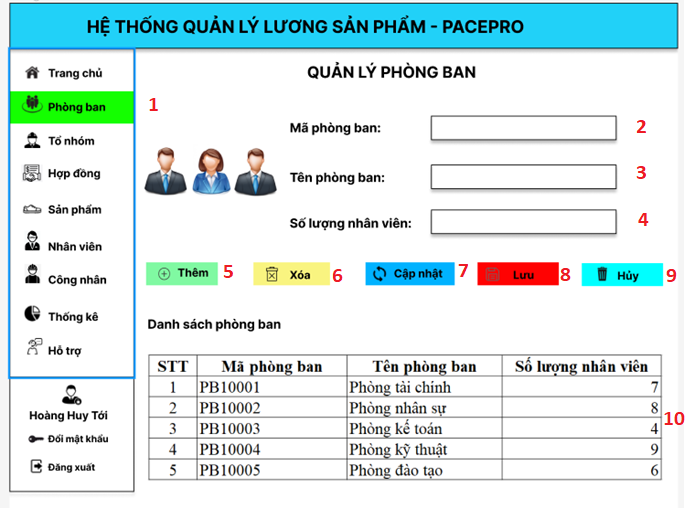 HỆ THỐNG QUẢN LÝ LƯƠNG SẢN PHẨM - PACEPRO
Trang chủ
Phòng ban
Tổ nhóm
Hợp đồng
Sản phẩm
Nhân viên
Công nhân
Thống kê
Hỗ trợ
Hoàng Huy Tới
Đổi mật khẩu
Đăng xuất
1
QUẢN LÝ PHÒNG BAN
Mã phòng ban: 2
Tên phòng ban: 3
Số lượng nhân viên: 4
Thêm 5 Xóa 6 Cập nhật 7 Lưu 8 Hủy 9
Danh sách phòng ban
STT Mã phòng ban Tên phòng ban Số lượng nhân viên
1 PB10001 Phòng tài chính 7
2 PB10002 Phòng nhân sự 8
3 PB10003 Phòng kế toán 4
4 PB10004 Phòng kỹ thuật 9
5 PB10005 Phòng đào tạo 6
10